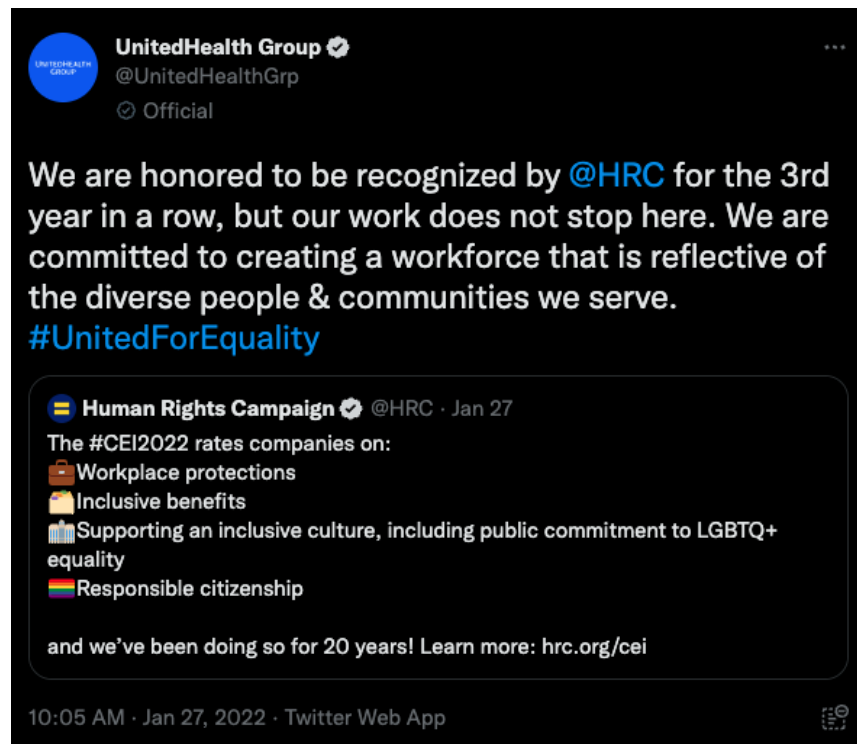 UNITEDHEALTH
GROUP
UnitedHealth Group
@UnitedHealthGrp
Official
We are honored to be recognized by @HRC for the 3rd
year in a row, but our work does not stop here. We are
committed to creating a workforce that is reflective of
the diverse people & communities we serve.
#UnitedForEquality
Human Rights Campaign @HRC · Jan 27
The #CEI2022 rates companies on:
💼Workplace protections
🗂️Inclusive benefits
🏙️Supporting an inclusive culture, including public commitment to LGBTQ+
equality
🏳️‍🌈Responsible citizenship
and we’ve been doing so for 20 years! Learn more: hrc.org/cei
10:05 AM · Jan 27, 2022 · Twitter Web App